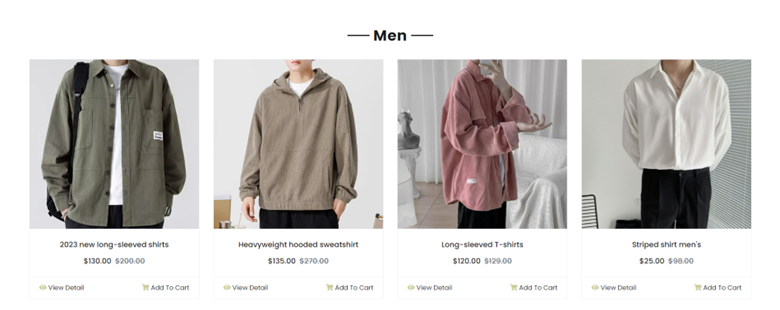 Men
2023 new long-sleeved shirts
$130.00 $200.00
View Detail Add To Cart
Heavyweight hooded sweatshirt
$135.00 $270.00
View Detail Add To Cart
Long-sleeved T-shirts
$120.00 $129.00
View Detail Add To Cart
Striped shirt men's
$25.00 $98.00
View Detail Add To Cart